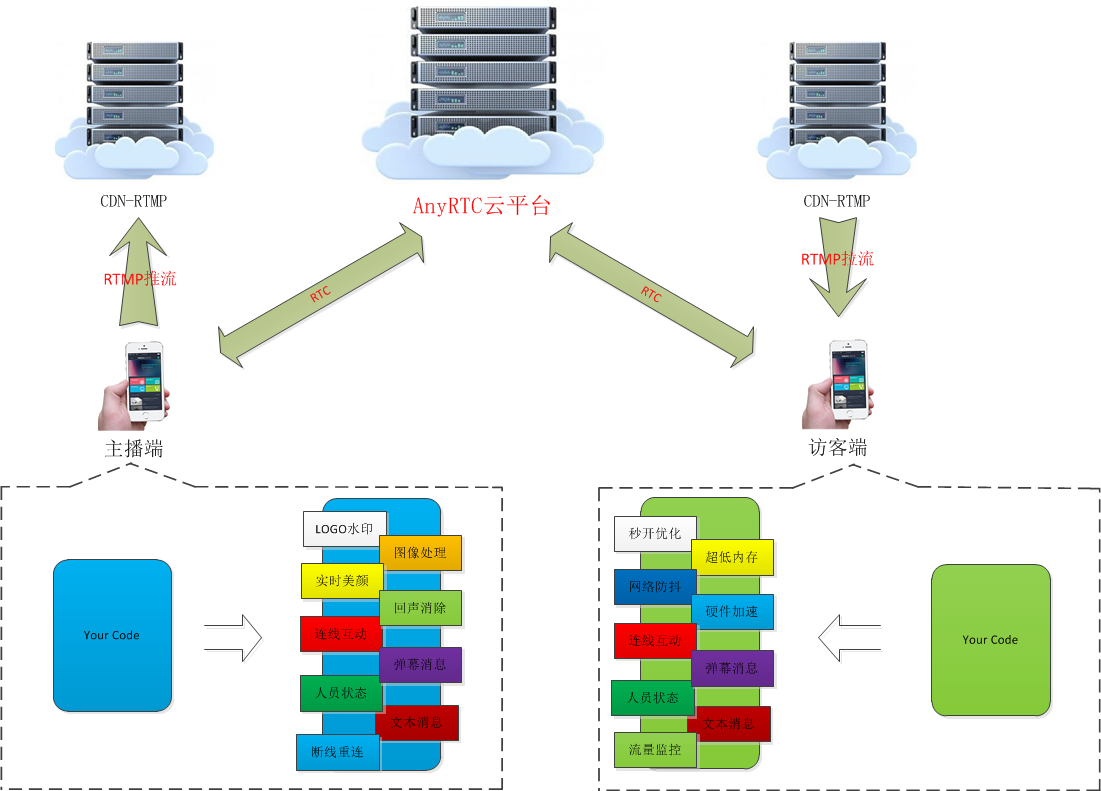 CDN-RTMP
AnyRTC云平台
CDN-RTMP
RTMP推流
RTC
RTC
RTMP拉流
主播端
访客端
Your Code
LOGO水印
图像处理
实时美颜
回声消除
连线互动
弹幕消息
人员状态
文本消息
断线重连
秒开优化
超低内存
网络防抖
硬件加速
连线互动
弹幕消息
人员状态
文本消息
流量监控
Your Code